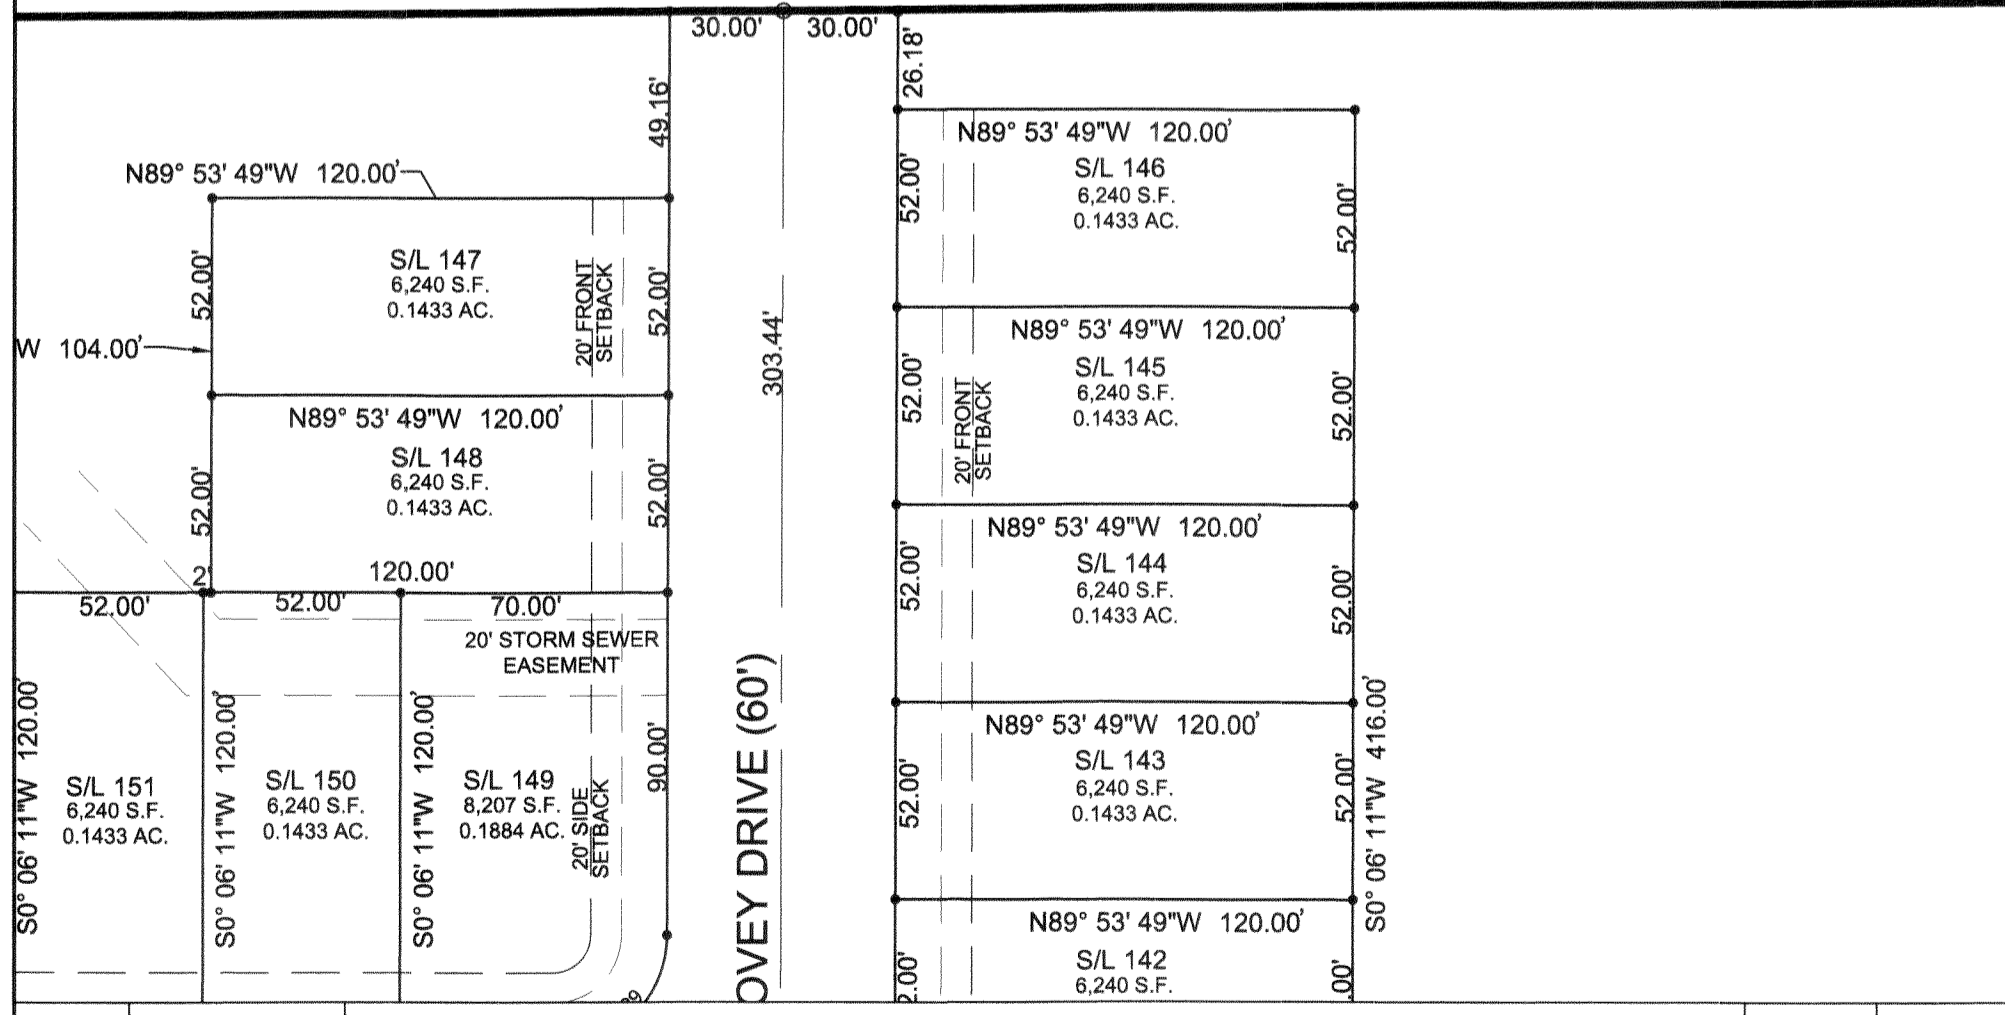 30.00' 30.00'
49.16'
26.18'
N89° 53' 49"W 120.00'
S/L 147
6,240 S.F.
0.1433 AC.
52.00'
52.00'
20' FRONT
SETBACK
W 104.00'
N89° 53' 49"W 120.00'
S/L 148
6,240 S.F.
0.1433 AC.
52.00'
52.00'
2'
120.00'
52.00'
52.00'
70.00'
20' STORM SEWER
EASEMENT
S0° 06' 11"W 120.00'
S/L 151
6,240 S.F.
0.1433 AC.
S0° 06' 11"W 120.00'
S/L 150
6,240 S.F.
0.1433 AC.
S0° 06' 11"W 120.00'
S/L 149
8,207 S.F.
0.1884 AC.
20' SIDE
SETBACK
90.00'
303.44'
OVEY DRIVE (60')
N89° 53' 49"W 120.00'
S/L 146
6,240 S.F.
0.1433 AC.
52.00'
52.00'
N89° 53' 49"W 120.00'
S/L 145
6,240 S.F.
0.1433 AC.
52.00'
52.00'
20' FRONT
SETBACK
N89° 53' 49"W 120.00'
S/L 144
6,240 S.F.
0.1433 AC.
52.00'
52.00'
N89° 53' 49"W 120.00'
S/L 143
6,240 S.F.
0.1433 AC.
52.00'
52.00'
S0° 06' 11"W 416.00'
N89° 53' 49"W 120.00'
S/L 142
6,240 S.F.
2.00'
.00'